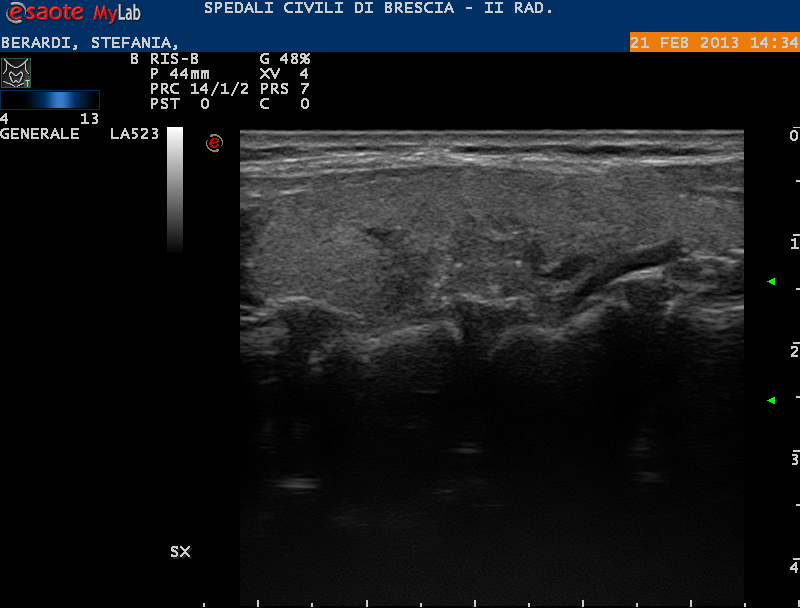 esaote MyLab
SPEDALI CIVILI DI BRESCIA - II RAD.
BERARDI, STEFANIA,
21 FEB 2013 14:34
B RIS-B G 48%
P 44mm XV 4
PRC 14/1/2 PRS 7
PST 0 C 0
T
4 13
GENERALE LA523
e
0
1
2
3
4
SX